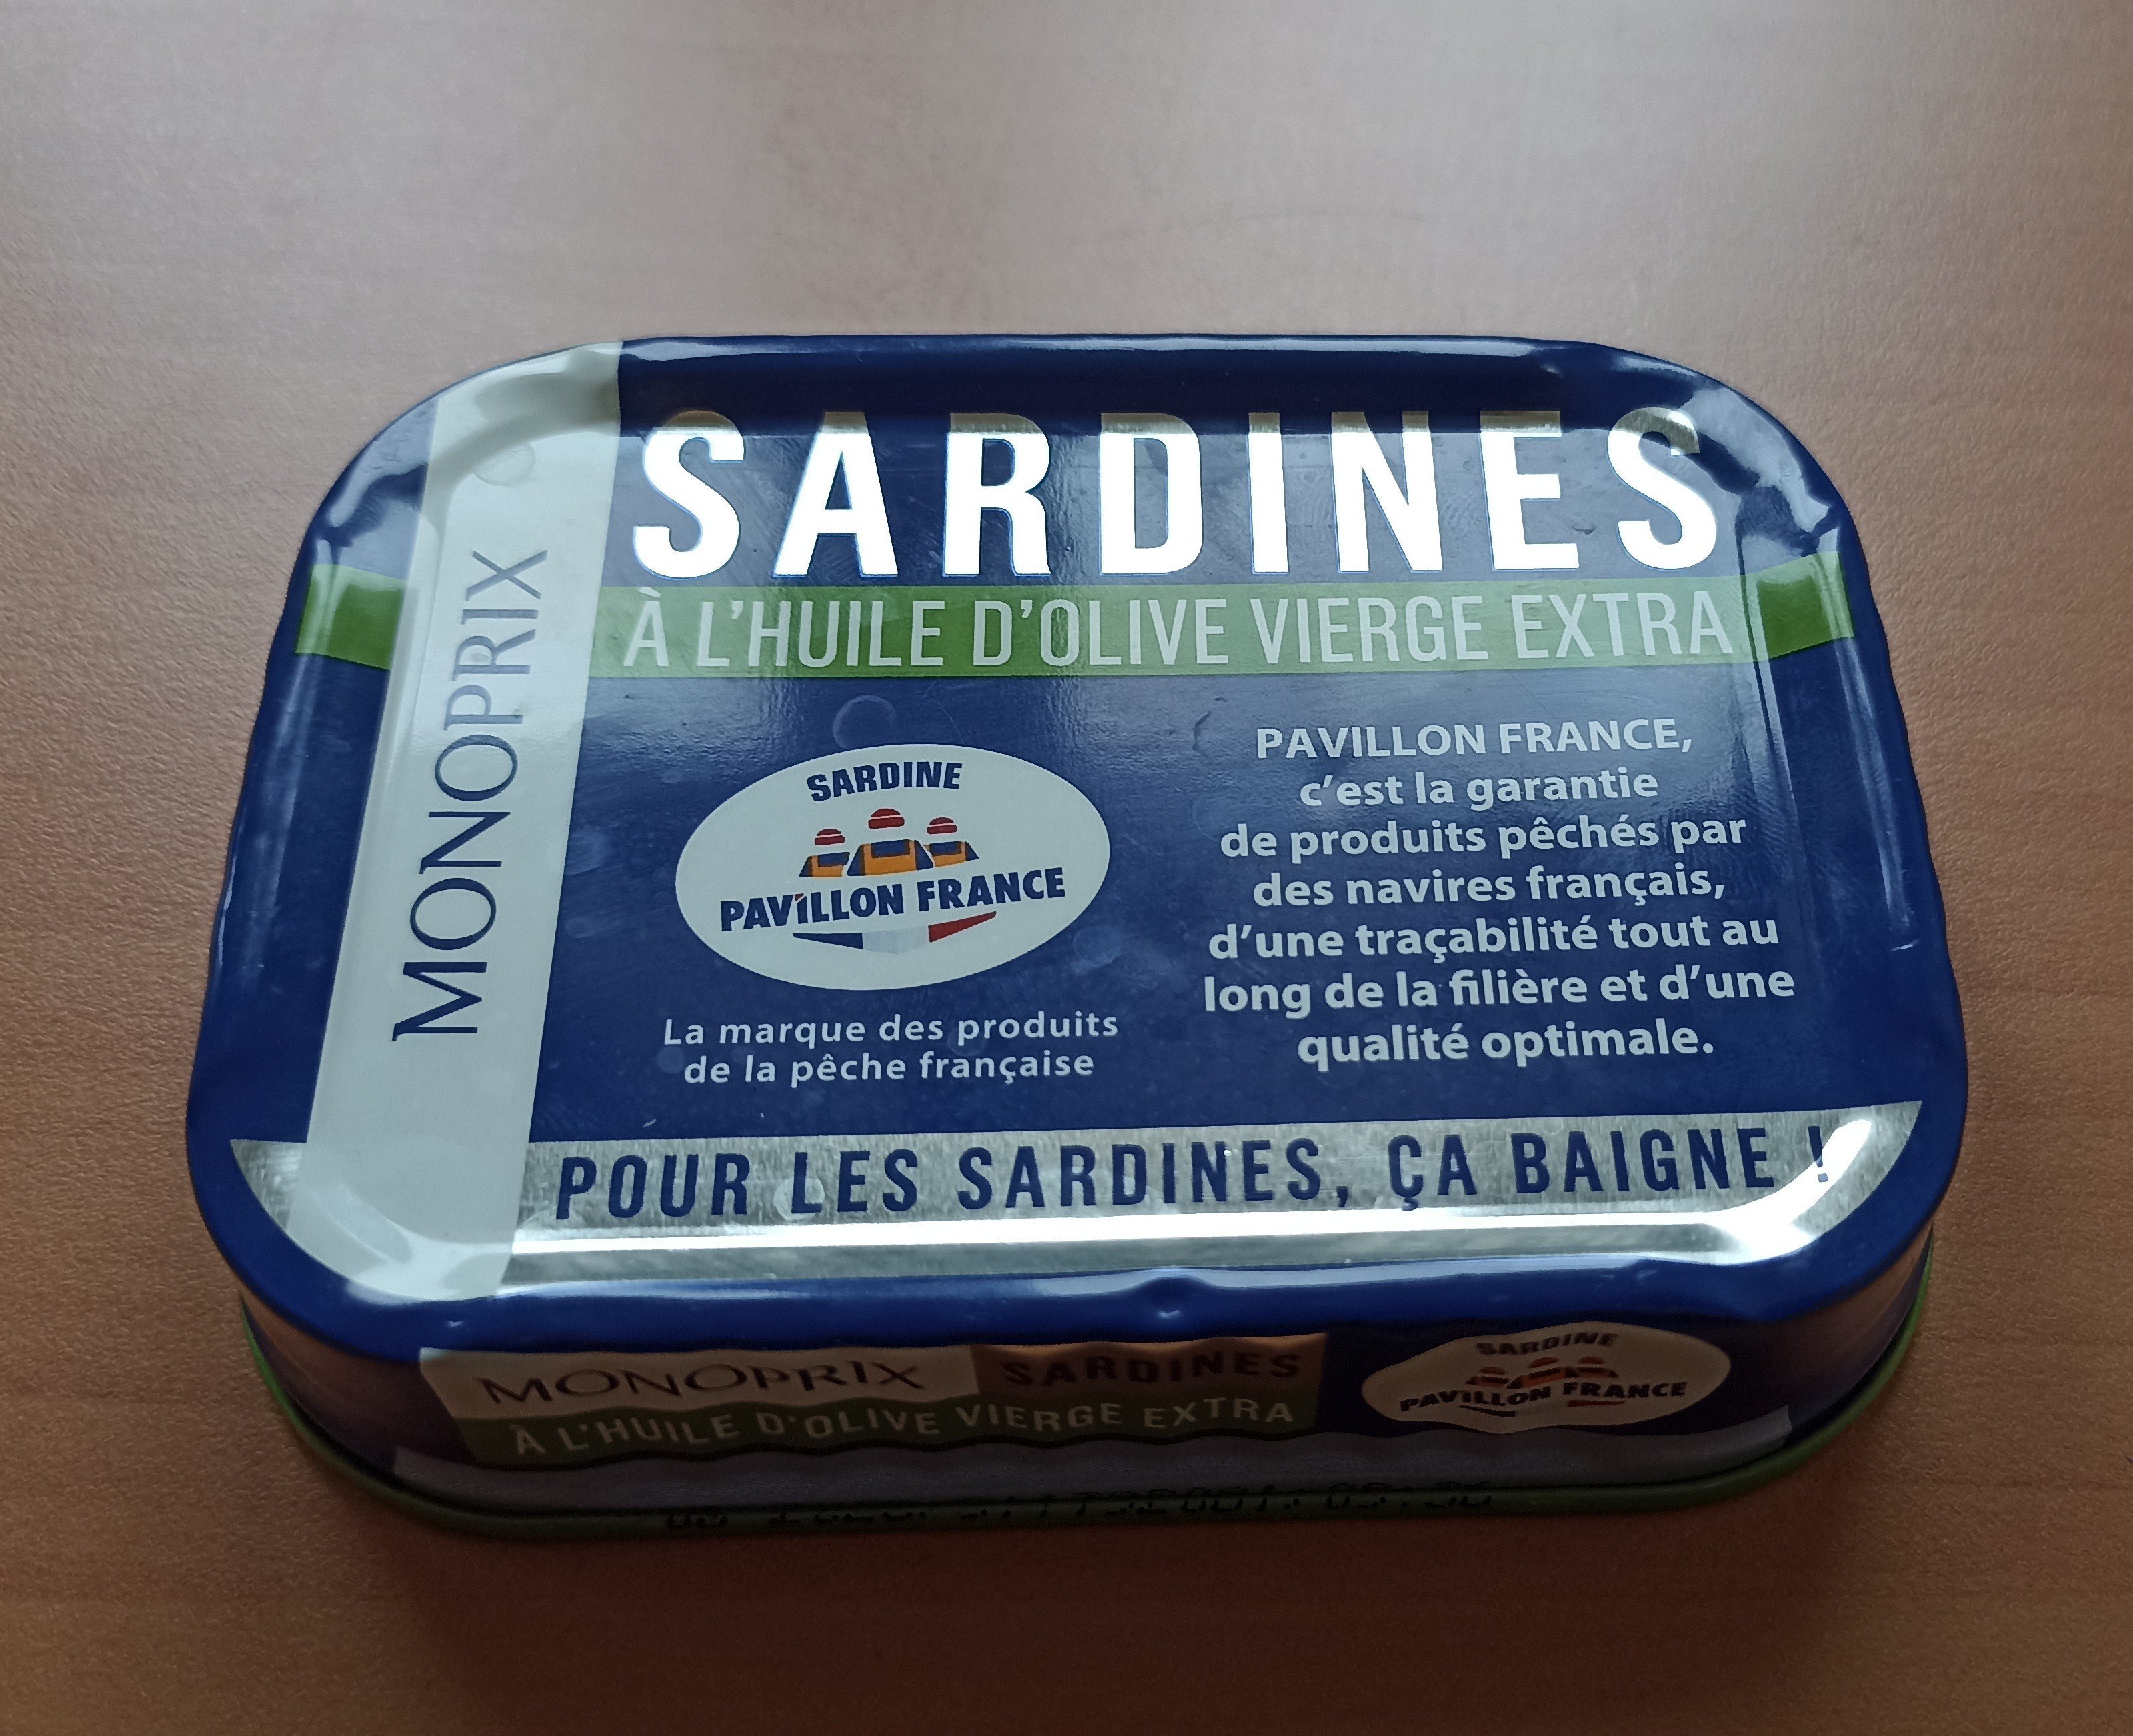 MONOPRIX
SARDINES
À L'HUILE D'OLIVE VIERGE EXTRA
SARDINE
PAVILLON FRANCE
La marque des produits
de la pêche française
PAVILLON FRANCE,
c'est la garantie
de produits pêchés par
des navires français,
d'une traçabilité tout au
long de la filière et d'une
qualité optimale.
POUR LES SARDINES, ÇA BAIGNE !
MONOPRIX SARDINES
À L'HUILE D'OLIVE VIERGE EXTRA
SARDINE
PAVILLON FRANCE